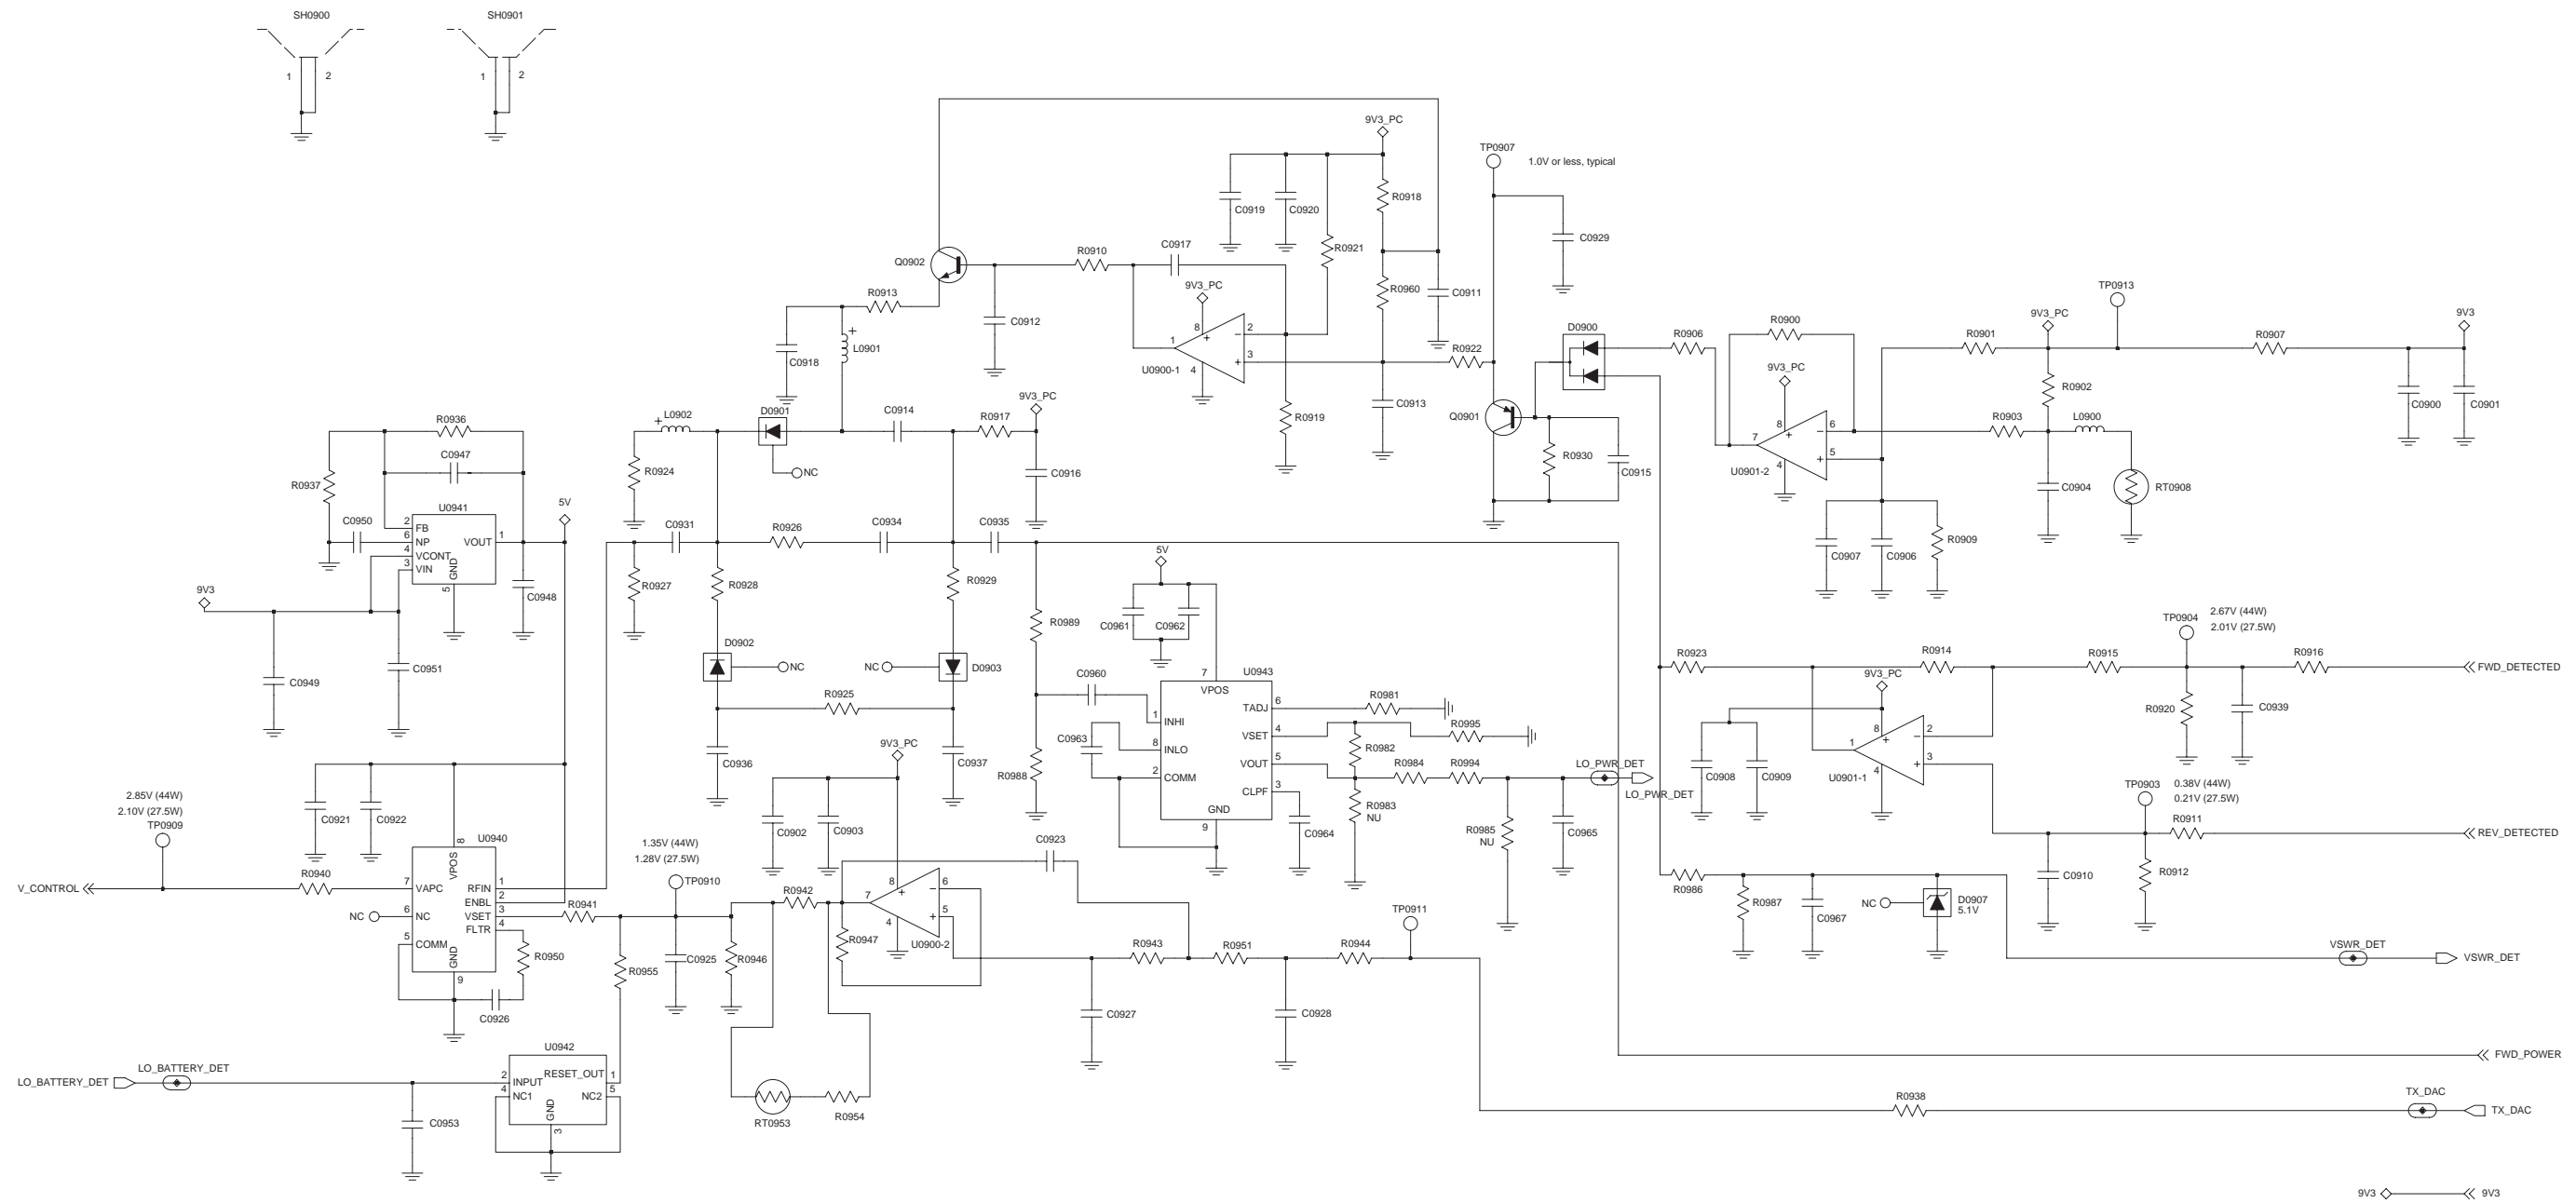 SH0900
SH0901
1
2
1
2
9V3_PC
TP0907
1.0V or less, typical
C0919
C0920
R0918
R0921
C0929
Q0902
R0910
C0917
R0913
9V3_PC
R0960
C0911
TP0913
C0912
8
2
1
3
U0900-1
4
D0900
R0906
R0900
R0901
9V3_PC
R0907
9V3
C0918
L0901
R0922
9V3_PC
R0902
C0900
C0901
L0902
D0901
C0914
R0917
9V3_PC
R0919
C0913
Q0901
R0903
L0900
R0936
8
6
7
5
4
U0901-2
R0924
NC
C0916
R0930
C0915
C0904
RT0908
C0947
R0937
U0941
5V
C0950
2
FB
6
NP
4
VCONT
3
VIN
VOUT
1
GND
5
C0931
R0926
C0934
C0935
C0907
C0906
R0909
5V
9V3
C0948
R0927
R0928
R0929
R0989
C0961
C0962
TP0904
2.67V (44W)
2.01V (27.5W)
D0902
NC
NC
D0903
C0949
C0951
R0925
C0960
7
U0943
VPOS
R0923
R0914
R0915
R0916
FWD_DETECTED
9V3_PC
TADJ
6
R0981
1
INHI
8
INLO
VSET
4
R0995
R0982
R0920
C0939
C0936
C0937
9V3_PC
C0963
R0988
2
COMM
VOUT
5
R0984
R0994
LO_PWR_DET
LO_PWR_DET
8
2
1
3
4
U0901-1
C0908
C0909
TP0903
0.38V (44W)
0.21V (27.5W)
CLPF
3
GND
9
R0983
NU
C0964
R0985
NU
C0965
R0911
REV_DETECTED
2.85V (44W)
2.10V (27.5W)
TP0909
C0921
C0922
U0940
8
VPOS
C0902
C0903
1.35V (44W)
1.28V (27.5W)
TP0910
C0923
C0910
R0912
R0986
R0987
C0967
NC
D0907
5.1V
V_CONTROL
R0940
7
VAPC
RFIN
1
ENBL
2
NC
6
NC
VSET
3
FLTR
4
5
COMM
GND
9
R0941
R0942
8
6
7
5
4
U0900-2
R0947
TP0911
R0950
R0955
C0925
R0946
R0943
R0951
R0944
VSWR_DET
VSWR_DET
C0926
C0927
C0928
U0942
LO_BATTERY_DET
LO_BATTERY_DET
2
INPUT
RESET_OUT
1
4
NC1
NC2
5
GND
3
FWD_POWER
C0953
RT0953
R0954
R0938
TX_DAC
TX_DAC
9V3
9V3